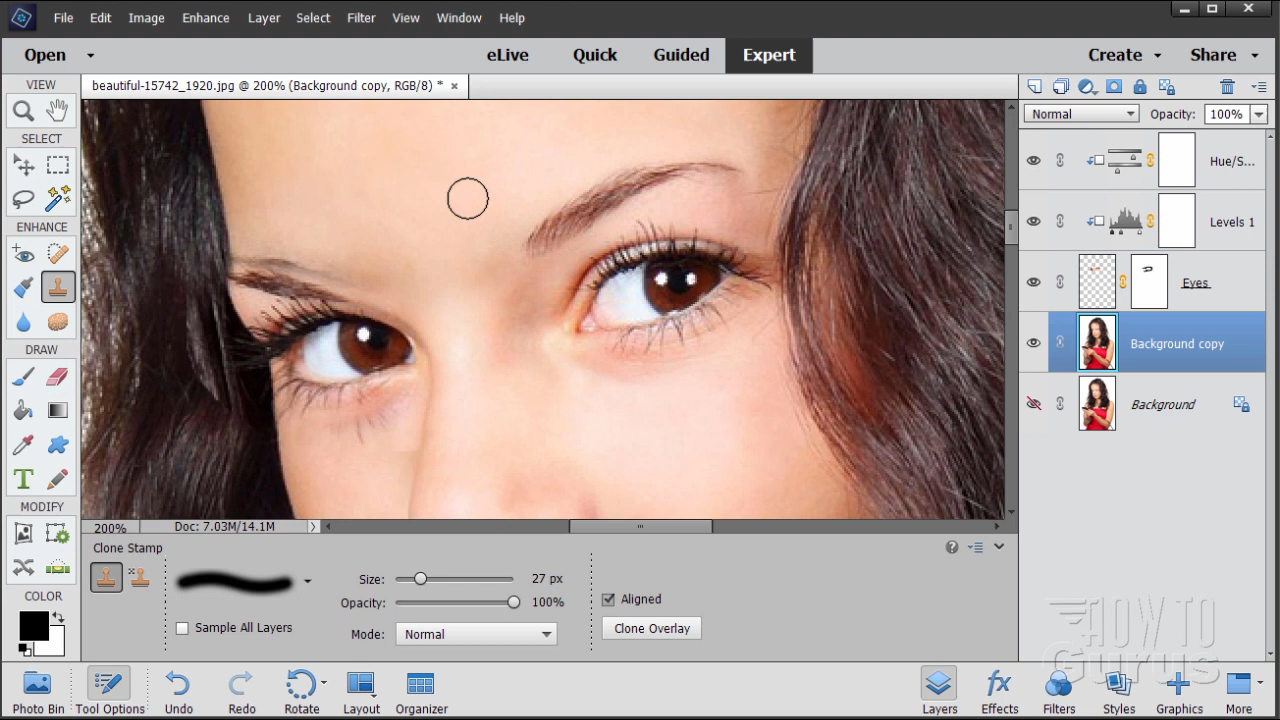 File Edit Image Enhance Layer Select Filter View Window Help
Open eLive Quick Guided Expert Create Share
VIEW
beautiful-15742_1920.jpg @ 200% (Background copy, RGB/8) *
Normal Opacity: 100%
SELECT
Hue/S...
ENHANCE
Levels 1
Eyes
Background copy
DRAW
Background
T
MODIFY
200% Doc: 7.03M/14.1M
Clone Stamp
Size: 27 px
COLOR
Opacity: 100%
Aligned
Sample All Layers
Mode: Normal
Clone Overlay
HOW TO
Gurus
fx
Photo Bin Tool Options Undo Redo Rotate Layout Organizer Layers Effects Filters Styles Graphics More